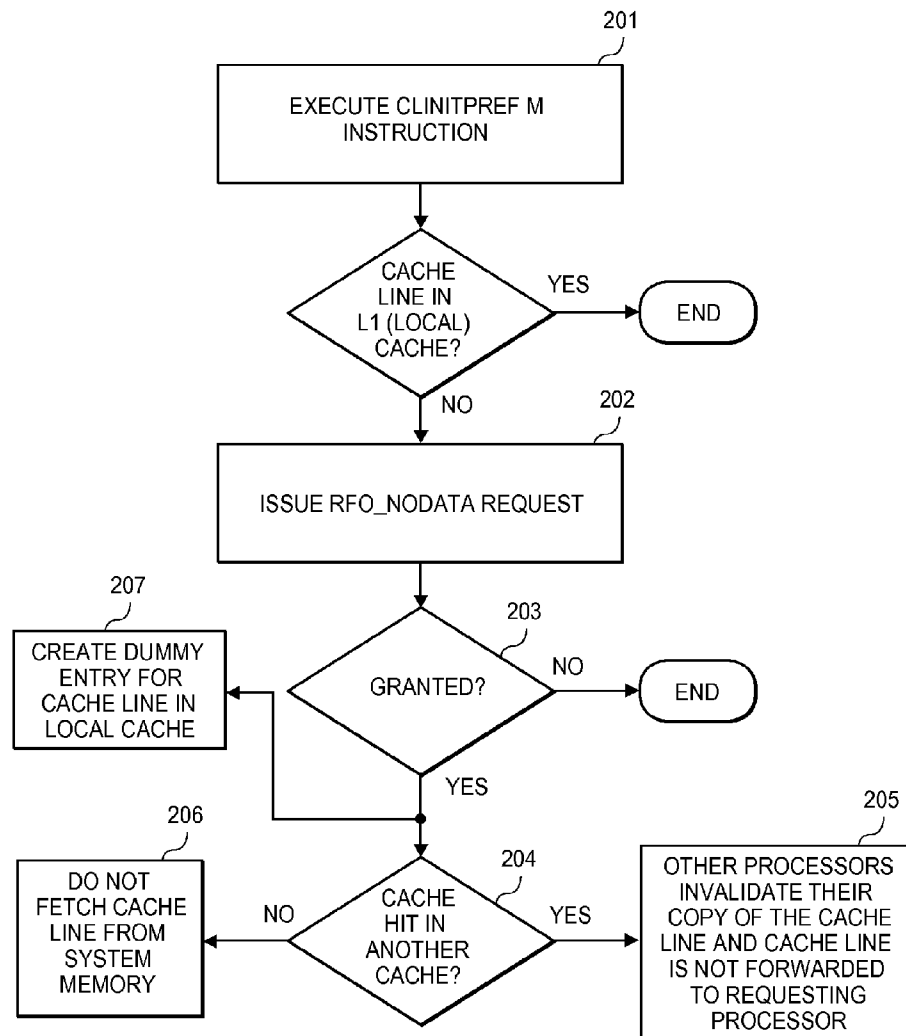 201
EXECUTE CLINITPREF M
INSTRUCTION
CACHE
LINE IN
L1 (LOCAL)
CACHE?
YES
END
NO
202
ISSUE RFO_NODATA REQUEST
207
CREATE DUMMY
ENTRY FOR
CACHE LINE IN
LOCAL CACHE
203
GRANTED?
NO
END
YES
206
DO NOT
FETCH CACHE
LINE FROM
SYSTEM
MEMORY
NO
204
CACHE
HIT IN
ANOTHER
CACHE?
YES
205
OTHER PROCESSORS
INVALIDATE THEIR
COPY OF THE CACHE
LINE AND CACHE LINE
IS NOT FORWARDED
TO REQUESTING
PROCESSOR